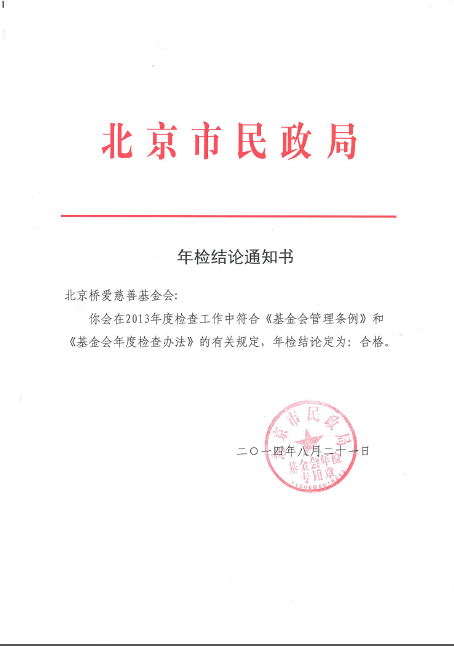 北京市民政局
年检结论通知书
北京桥爱慈善基金会：
你会在2013年度检查工作中符合《基金会管理条例》和
《基金会年度检查办法》的有关规定，年检结论定为：合格。
北京市民政局
二〇一四年八月二十一日
基金会年检
专用章